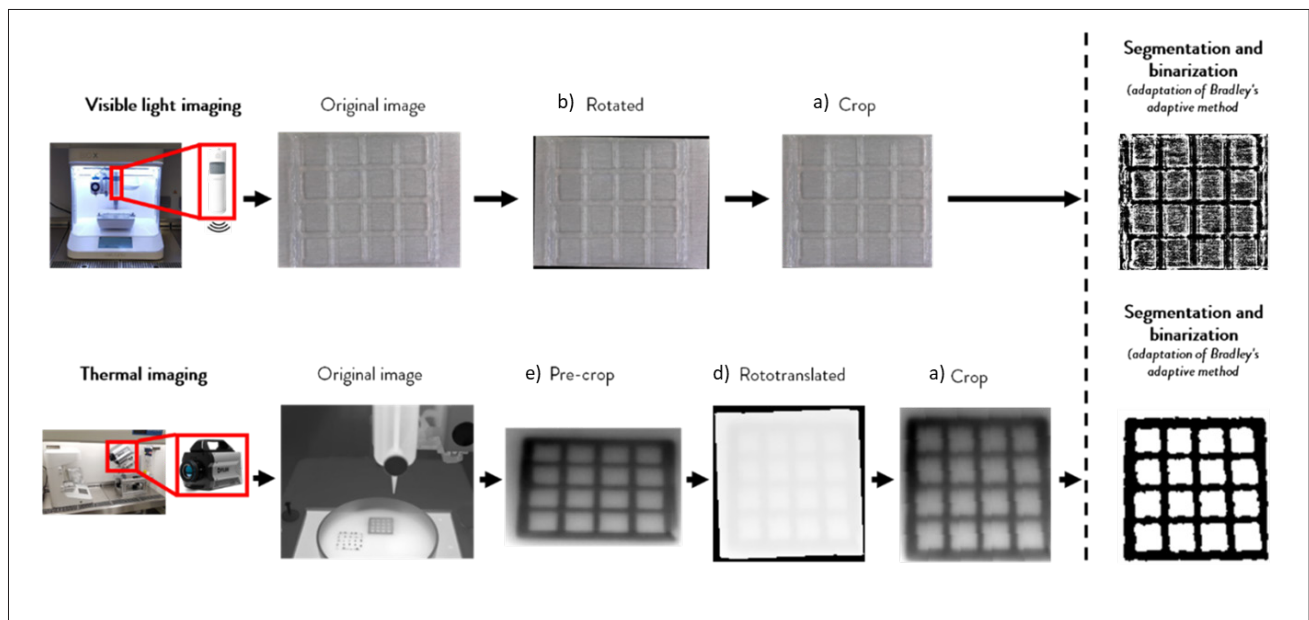 Visible light imaging
Original image
b) Rotated
a) Crop
Segmentation and
binarization
(adaptation of Bradley's
adaptive method
Thermal imaging
Original image
e) Pre-crop
d) Rototranslated
a) Crop
Segmentation and
binarization
(adaptation of Bradley's
adaptive method